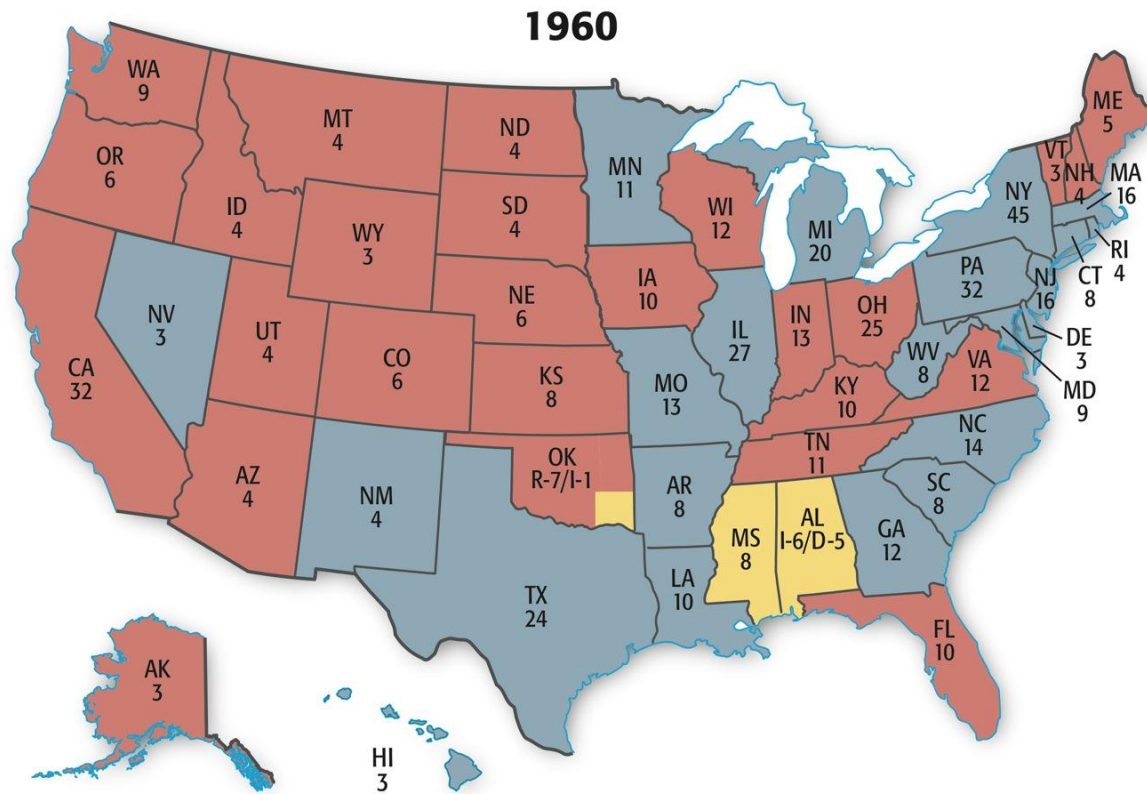 1960
WA
9
OR
6
ID
4
MT
4
WY
3
ND
4
SD
4
NE
6
KS
8
CA
32
NV
3
UT
4
CO
6
AZ
4
NM
4
OK
R-7/I-1
TX
24
MN
11
IA
10
MO
13
AR
8
LA
10
WI
12
IL
27
MI
20
IN
13
OH
25
KY
10
TN
11
MS
8
AL
I-6/D-5
GA
12
FL
10
SC
8
NC
14
VA
12
WV
8
PA
32
NY
45
VT
3
NH
4
ME
5
MA
16
RI
4
CT
8
NJ
16
DE
3
MD
9
AK
3
HI
3